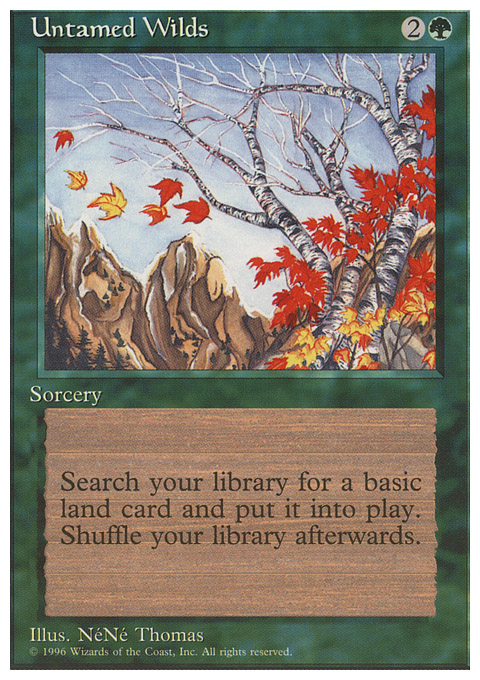 Untamed Wilds 2
Sorcery
Search your library for a basic
land card and put it into play.
Shuffle your library afterwards.
Illus. NéNé Thomas
© 1996 Wizards of the Coast, Inc. All rights reserved.